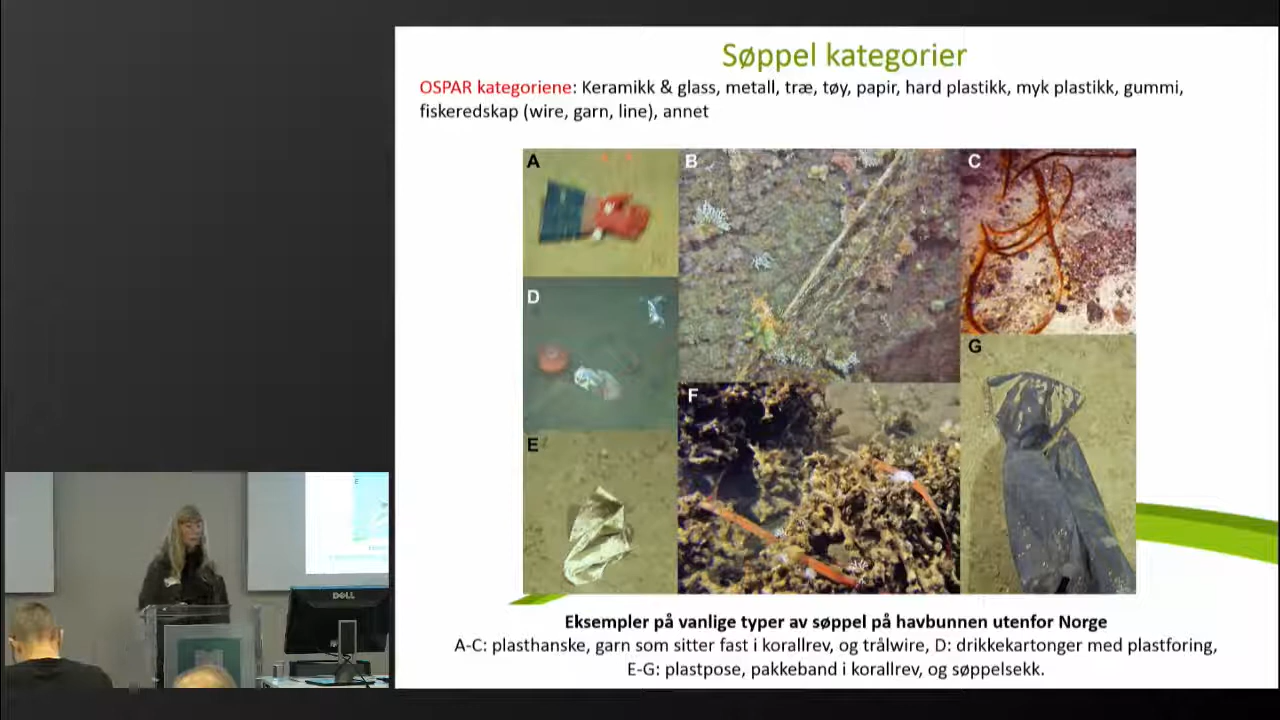 Søppel kategorier
OSPAR kategoriene: Keramikk & glass, metall, træ, tøy, papir, hard plastikk, myk plastikk, gummi,
fiskeredskap (wire, garn, line), annet
A
B
C
D
E
F
G
Eksempler på vanlige typer av søppel på havbunnen utenfor Norge
A-C: plasthanske, garn som sitter fast i korallrev, og trålwire, D: drikkekartonger med plastforing,
E-G: plastpose, pakkeband i korallrev, og søppelsekk.
E
DELL